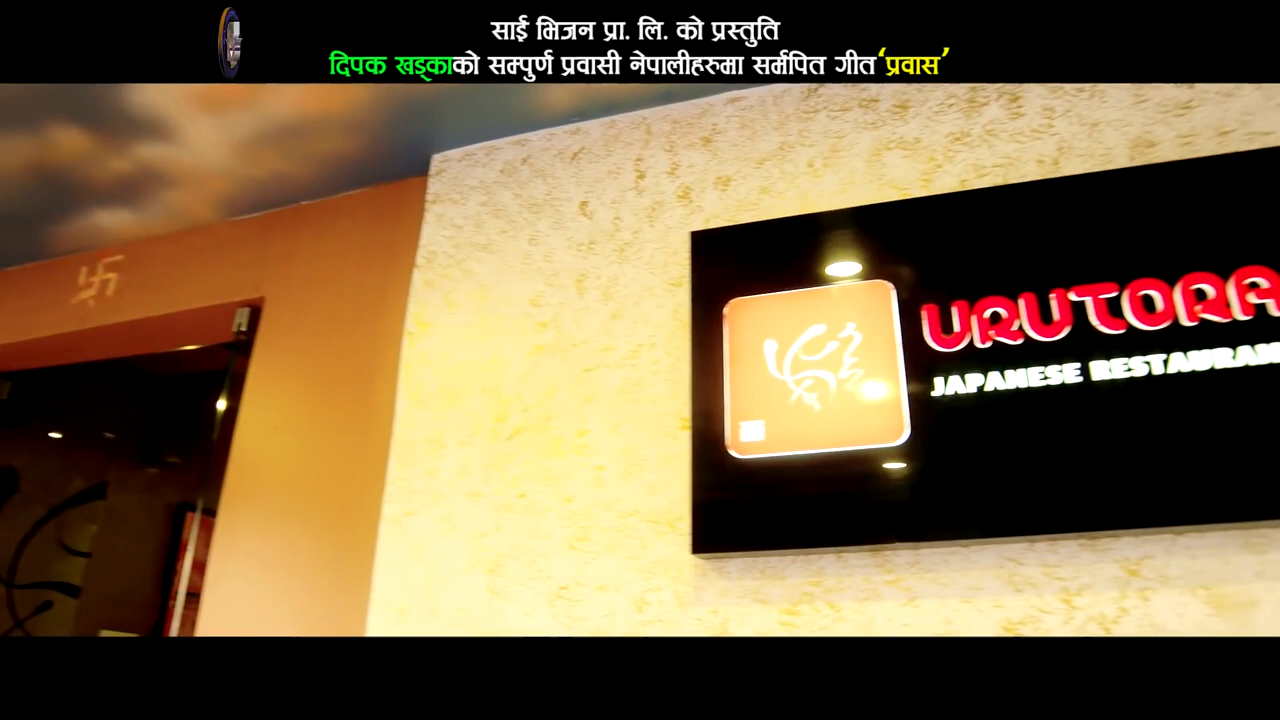 साई भिजन प्रा. लि. को प्रस्तुति
दिपक खड्काको सम्पुर्ण प्रवासी नेपालीहरुमा सर्मपित गीत‘प्रवास’
URUTORA
JAPANESE RESTAURAN